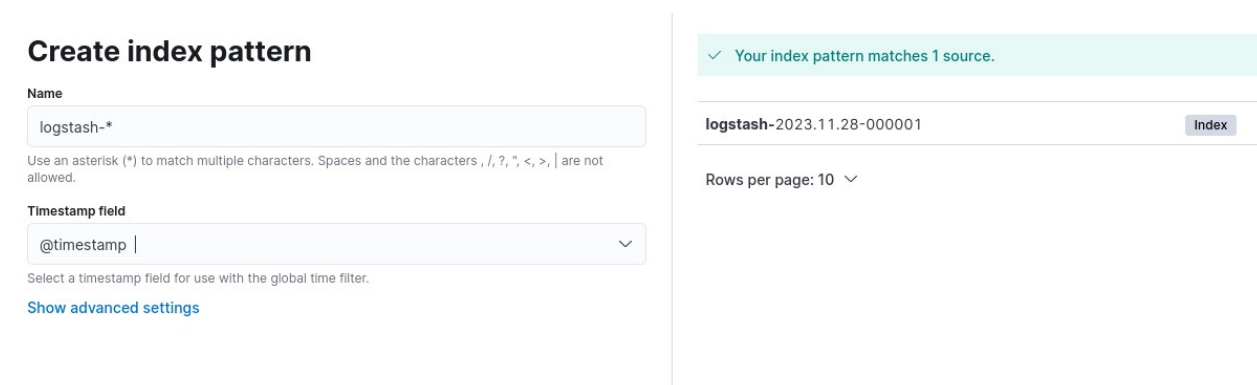 Create index pattern
Name
logstash-*
Use an asterisk (*) to match multiple characters. Spaces and the characters , /, ?, ", <, >, | are not
allowed.
Timestamp field
@timestamp
Select a timestamp field for use with the global time filter.
Show advanced settings
Your index pattern matches 1 source.
logstash-2023.11.28-000001 Index
Rows per page: 10